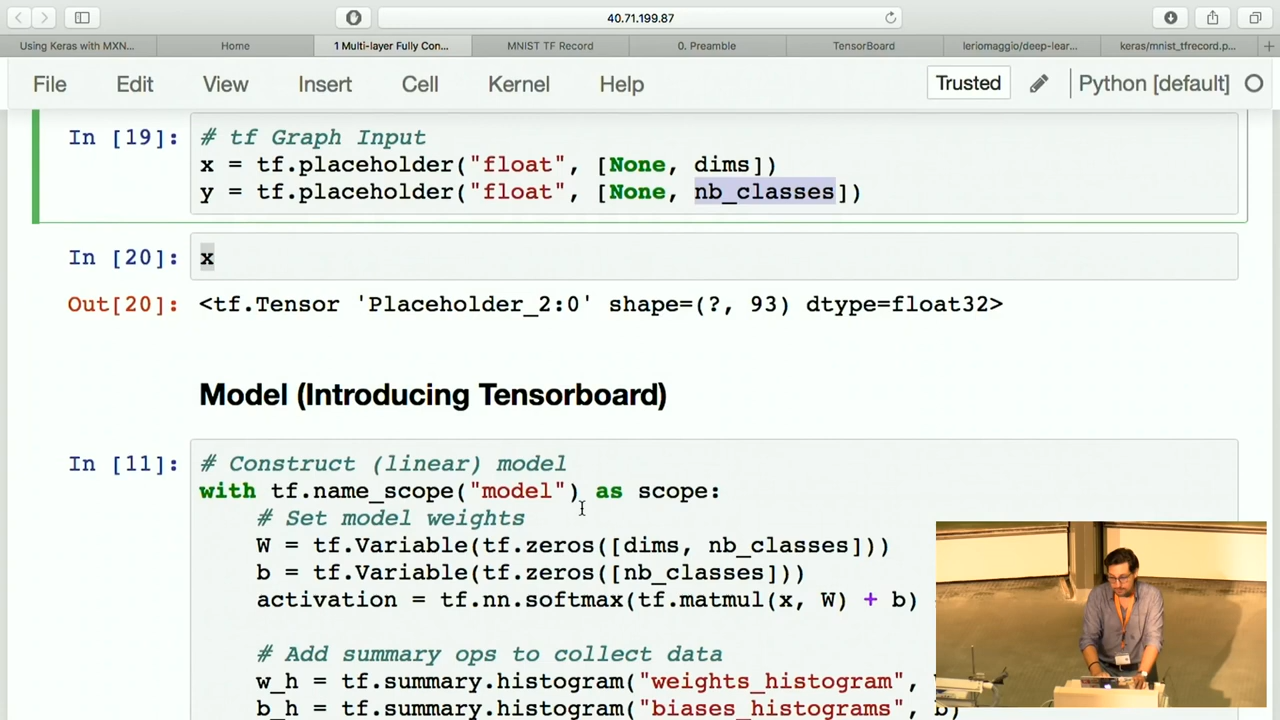 40.71.199.87
Using Keras with MXN... Home 1 Multi-layer Fully Con... MNIST TF Record 0. Preamble TensorBoard leriomaggio/deep-lear... keras/mnist_tfrecord.p...
File Edit View Insert Cell Kernel Help Trusted Python [default]
In [19]: # tf Graph Input
x = tf.placeholder("float", [None, dims])
y = tf.placeholder("float", [None, nb_classes])
In [20]: x
Out[20]: <tf.Tensor 'Placeholder_2:0' shape=(?, 93) dtype=float32>
Model (Introducing Tensorboard)
In [11]: # Construct (linear) model
with tf.name_scope("model") as scope:
# Set model weights
W = tf.Variable(tf.zeros([dims, nb_classes]))
b = tf.Variable(tf.zeros([nb_classes]))
activation = tf.nn.softmax(tf.matmul(x, W) + b)
# Add summary ops to collect data
w_h = tf.summary.histogram("weights_histogram",
b_h = tf.summary.histogram("biases_histograms", b)